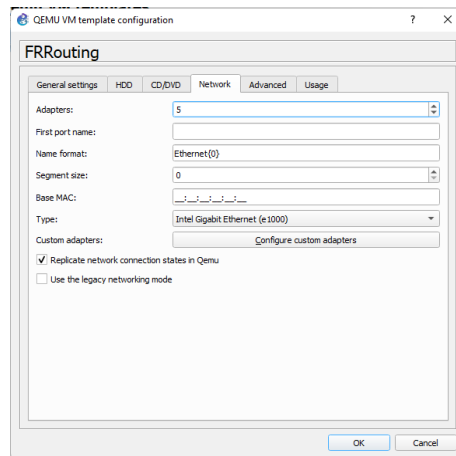 QEMU VM template configuration ? ×
FRRouting
General settings HDD CD/DVD Network Advanced Usage
Adapters: 5
First port name:
Name format: Ethernet{0}
Segment size: 0
Base MAC: __:__:__:__:__:__
Type: Intel Gigabit Ethernet (e1000)
Custom adapters: Configure custom adapters
Replicate network connection states in Qemu
Use the legacy networking mode
OK Cancel